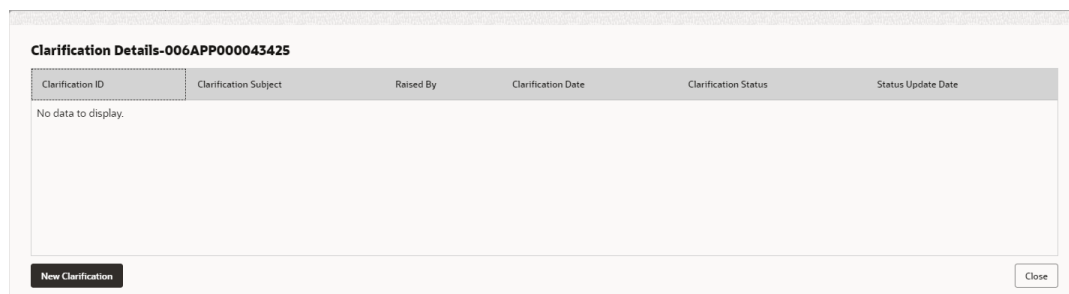 Clarification Details-006APP000043425
Clarification ID Clarification Subject Raised By Clarification Date Clarification Status Status Update Date
No data to display.
New Clarification Close